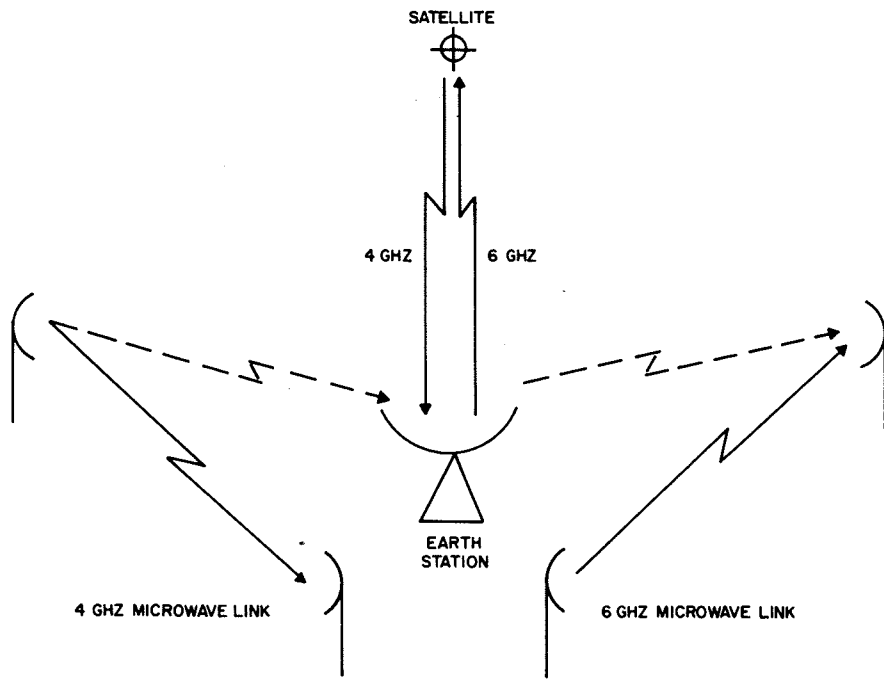 SATELLITE
4 GHZ
6 GHZ
EARTH
STATION
4 GHZ MICROWAVE LINK
6 GHZ MICROWAVE LINK